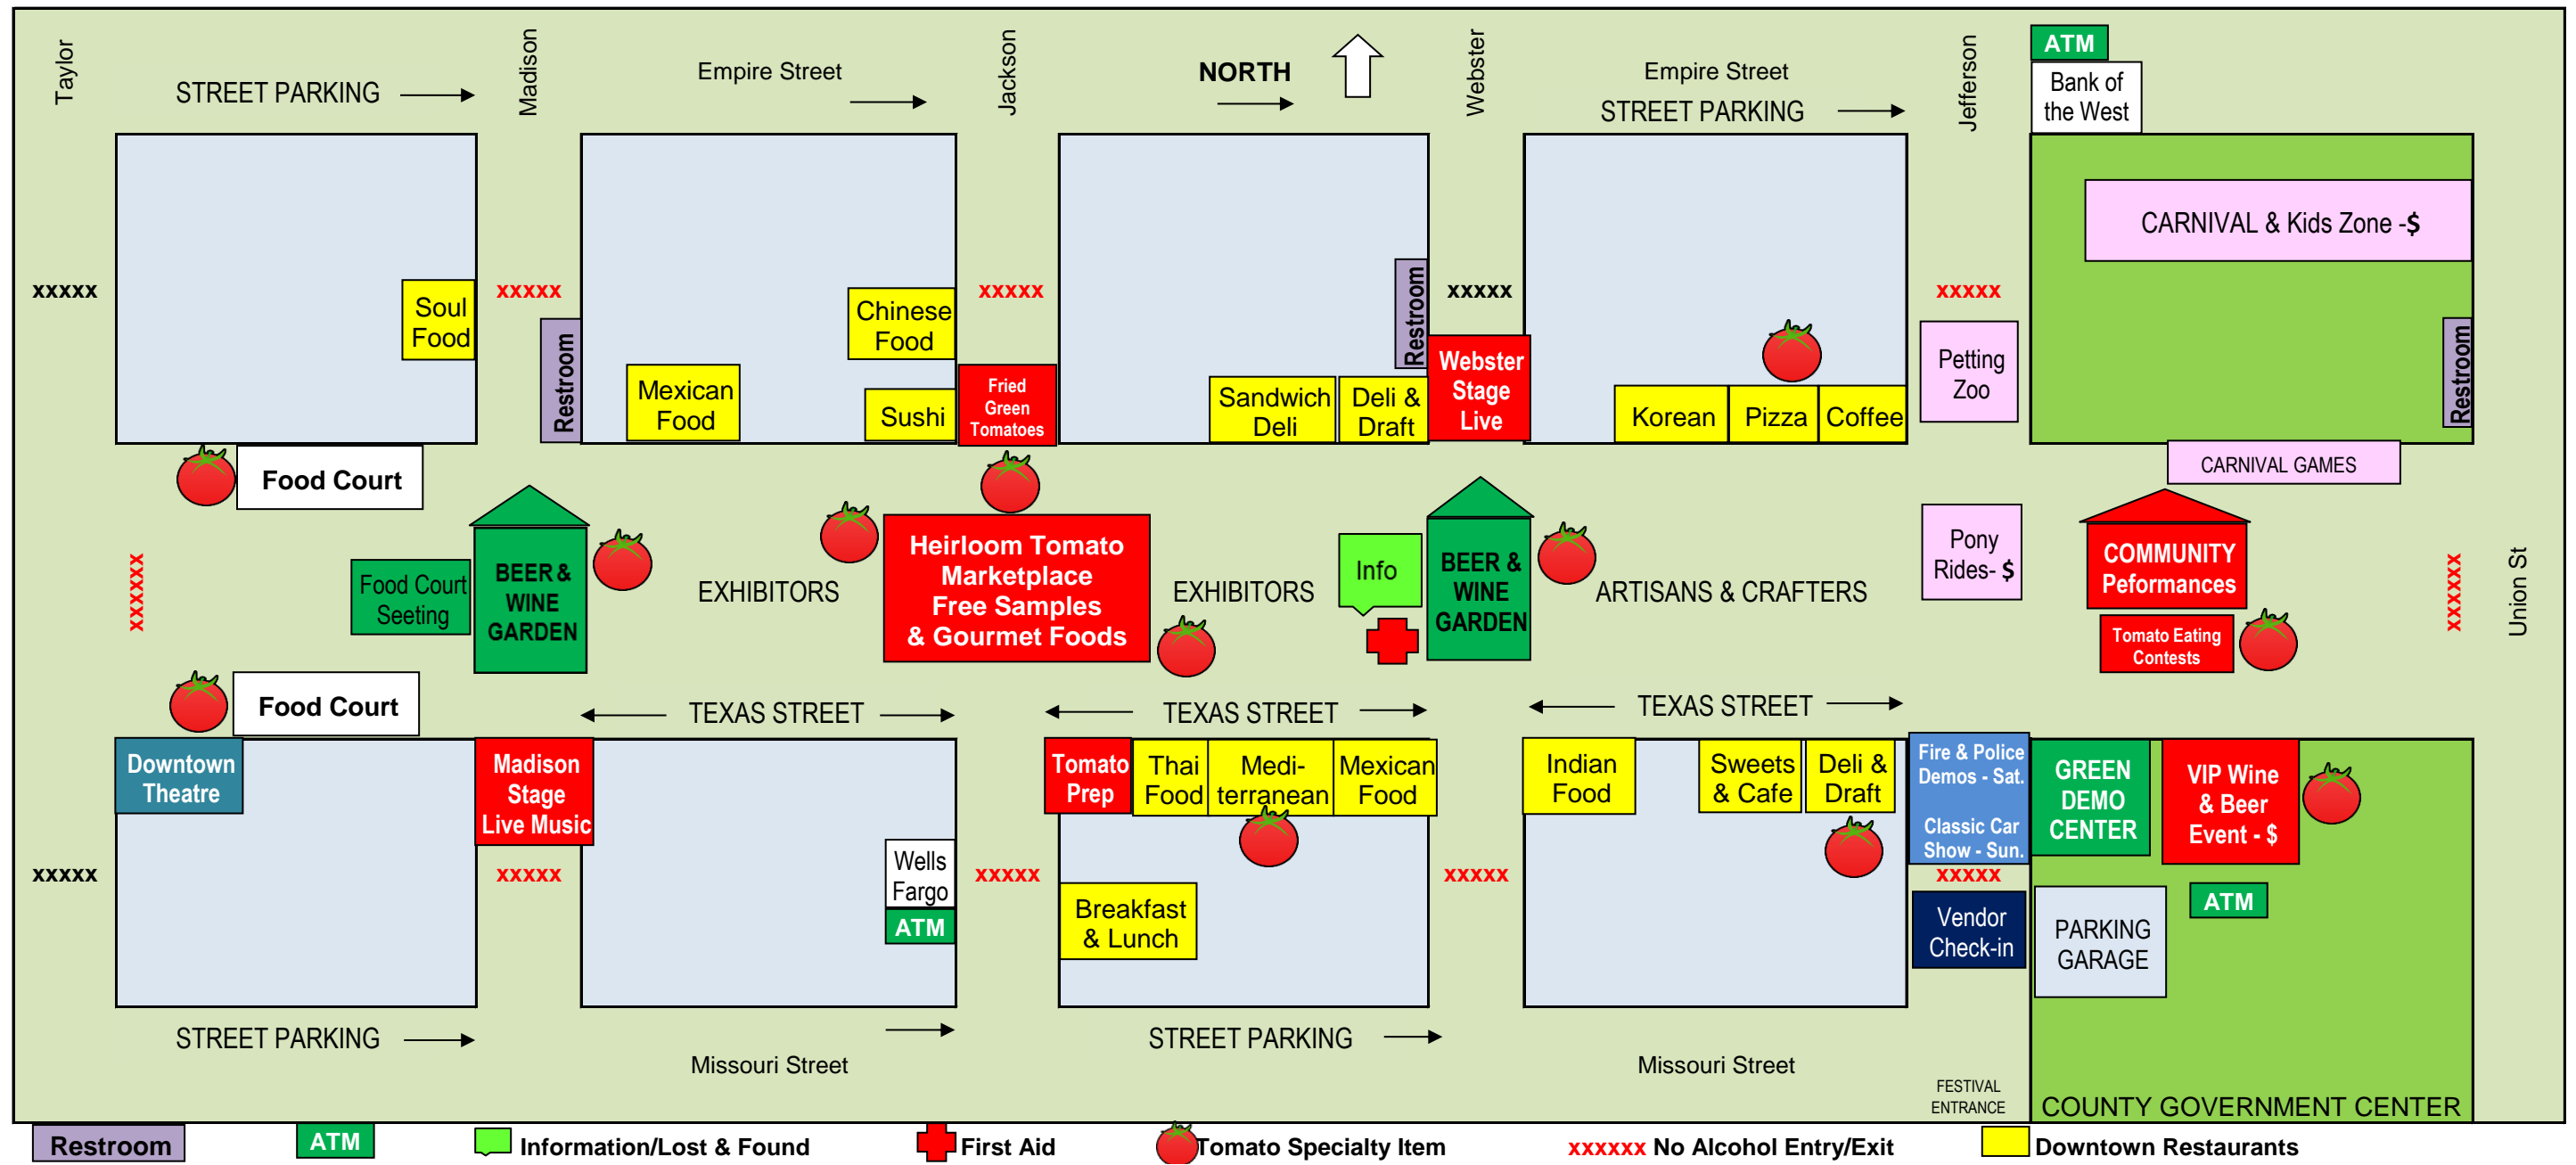 Taylor
STREET PARKING
Madison
Empire Street
Jackson
NORTH
Webster
Empire Street
STREET PARKING
Jefferson
ATM
Bank of
the West
CARNIVAL & Kids Zone -$
xxxxx
Soul
Food
xxxxx
Restroom
Mexican
Food
Chinese
Food
Sushi
xxxxx
Fried
Green
Tomatoes
Sandwich
Deli
Deli &
Draft
Restroom
xxxxx
Webster
Stage
Live
Korean
Pizza
Coffee
xxxxx
Petting
Zoo
Restroom
CARNIVAL GAMES
Food Court
xxxxxx
Food Court
Seeting
BEER &
WINE
GARDEN
EXHIBITORS
Heirloom Tomato
Marketplace
Free Samples
& Gourmet Foods
EXHIBITORS
Info
BEER &
WINE
GARDEN
ARTISANS & CRAFTERS
Pony
Rides- $
COMMUNITY
Peformances
Tomato Eating
Contests
xxxxxx
Union St
Food Court
TEXAS STREET
TEXAS STREET
TEXAS STREET
Downtown
Theatre
Madison
Stage
Live Music
Tomato
Prep
Thai
Food
Medi-
terranean
Mexican
Food
Indian
Food
Sweets
& Cafe
Deli &
Draft
Fire & Police
Demos - Sat.
Classic Car
Show - Sun.
GREEN
DEMO
CENTER
VIP Wine
& Beer
Event - $
xxxxx
xxxxx
Wells
Fargo
ATM
xxxxx
Breakfast
& Lunch
xxxxx
xxxxx
Vendor
Check-in
PARKING
GARAGE
ATM
STREET PARKING
Missouri Street
STREET PARKING
Missouri Street
FESTIVAL
ENTRANCE
COUNTY GOVERNMENT CENTER
Restroom
ATM
Information/Lost & Found
First Aid
Tomato Specialty Item
xxxxxx No Alcohol Entry/Exit
Downtown Restaurants